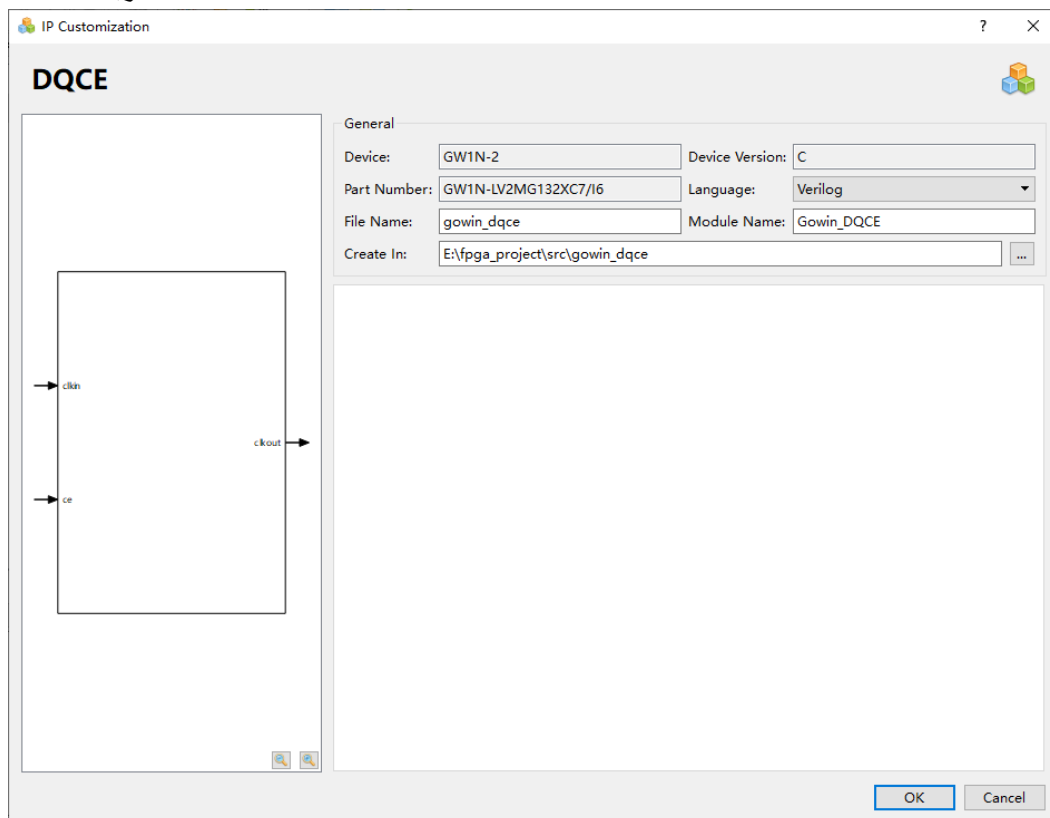 IP Customization
?
DQCE
General
Device: GW1N-2 Device Version: C
Part Number: GW1N-LV2MG132XC7/I6 Language: Verilog
File Name: gowin_dqce Module Name: Gowin_DQCE
Create In: E:\fpga_project\src\gowin_dqce ...
clkin
clkout
ce
OK Cancel